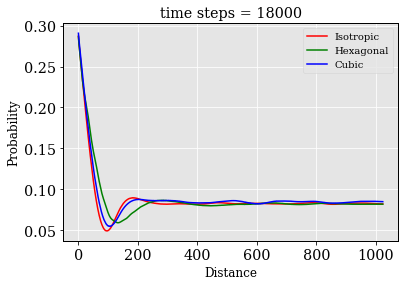 time steps = 18000
0.30
0.25
0.20
0.15
0.10
0.05
Probability
Isotropic
Hexagonal
Cubic
0 200 400 600 800 1000
Distance